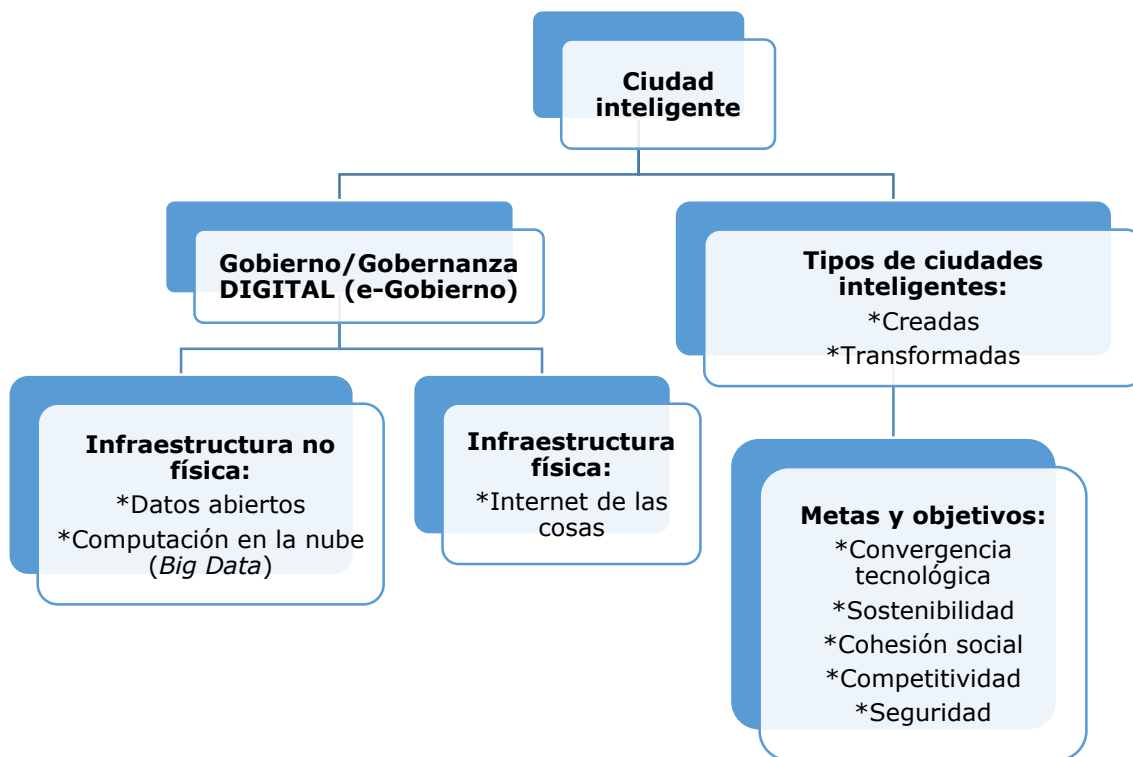 Ciudad
inteligente
Gobierno/Gobernanza
DIGITAL (e-Gobierno)
Tipos de ciudades
inteligentes:
*Creadas
*Transformadas
Infraestructura no
física:
*Datos abiertos
*Computación en la nube
(Big Data)
Infraestructura
física:
*Internet de las
cosas
Metas y objetivos:
*Convergencia
tecnológica
*Sostenibilidad
*Cohesión social
*Competitividad
*Seguridad